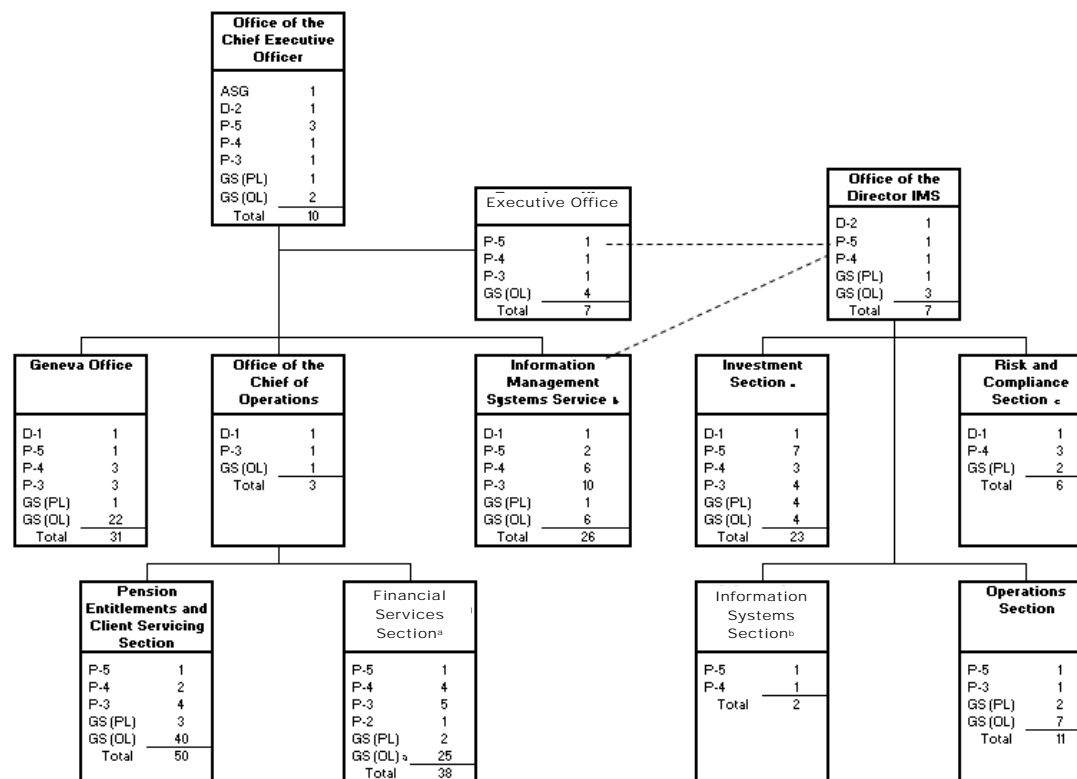 Office of the
Chief Executive
Officer
ASG 1
D-2 1
P-5 3
P-4 1
P-3 1
GS (PL) 1
GS (OL) 2
Total 10
Executive Office
P-5 1
P-4 1
P-3 1
GS (OL) 4
Total 7
Office of the
Director IMS
D-2 1
P-5 1
P-4 1
GS (PL) 1
GS (OL) 3
Total 7
Geneva Office
D-1 1
P-5 1
P-4 3
P-3 3
GS (PL) 1
GS (OL) 22
Total 31
Office of the
Chief of
Operations
D-1 1
P-3 1
GS (OL) 1
Total 3
Information
Management
Systems Service b
D-1 1
P-5 2
P-4 6
P-3 10
GS (PL) 1
GS (OL) 6
Total 26
Investment
Section
D-1 1
P-5 7
P-4 3
P-3 4
GS (PL) 4
GS (OL) 4
Total 23
Risk and
Compliance
Section c
D-1 1
P-4 3
GS (PL) 2
Total 6
Pension
Entitlements and
Client Servicing
Section
P-5 1
P-4 2
P-3 4
GS (PL) 3
GS (OL) 40
Total 50
Financial
Services
Sectionᵃ
P-5 1
P-4 4
P-3 5
P-2 1
GS (PL) 2
GS (OL) 25
Total 38
Information
Systems
Sectionᵇ
P-5 1
P-4 1
Total 2
Operations
Section
P-5 1
P-3 1
GS (PL) 2
GS (OL) 7
Total 11